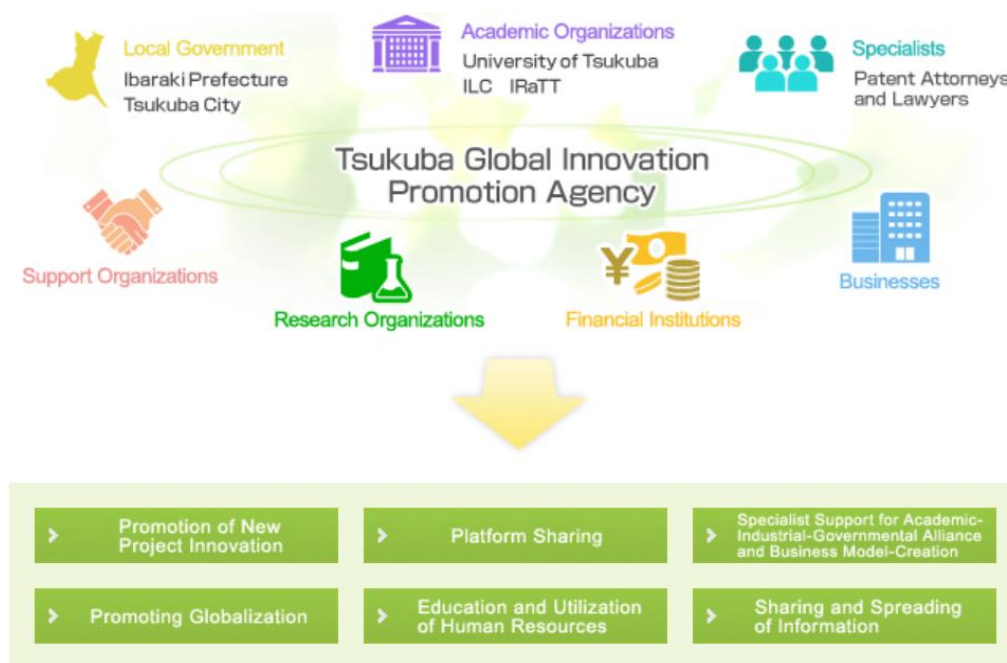 Local Government
Ibaraki Prefecture
Tsukuba City
Academic Organizations
University of Tsukuba
ILC IRaTT
Specialists
Patent Attorneys
and Lawyers
Tsukuba Global Innovation
Promotion Agency
Support Organizations
Research Organizations
Financial Institutions
Businesses
Promotion of New
Project Innovation
Platform Sharing
Specialist Support for Academic-
Industrial-Governmental Alliance
and Business Model-Creation
Promoting Globalization
Education and Utilization
of Human Resources
Sharing and Spreading
of Information